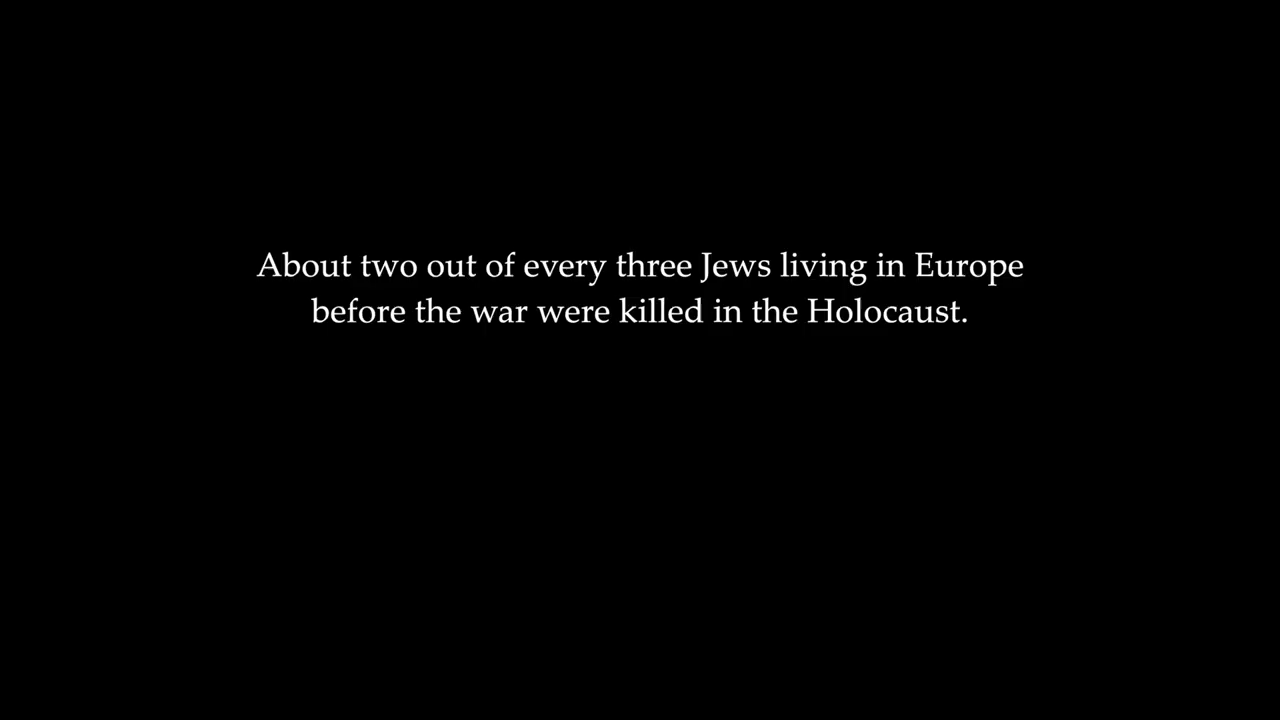 About two out of every three Jews living in Europe
before the war were killed in the Holocaust.